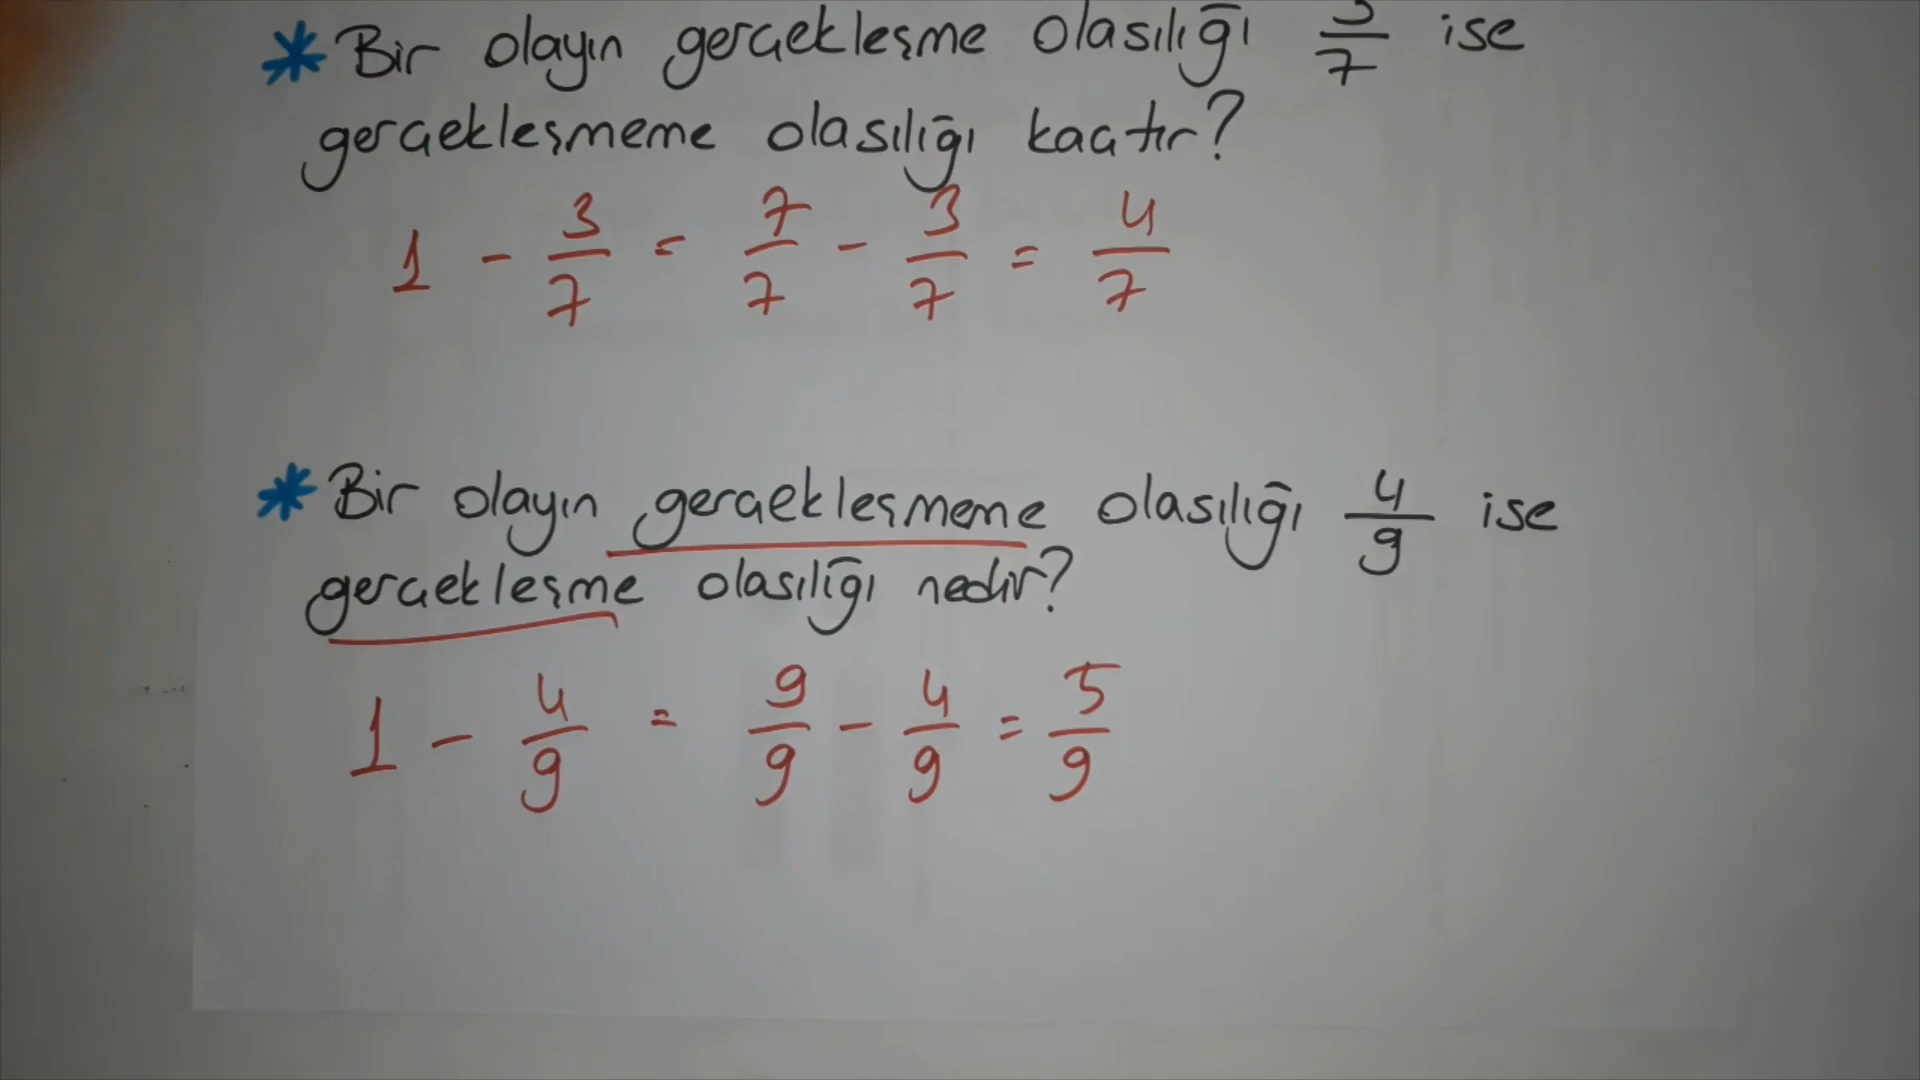 * Bir olayın gerçekleşme olasılığı 3/7 ise
gerçekleşmeme olasılığı kaçtır?
1 - 3/7 = 7/7 - 3/7 = 4/7
* Bir olayın gerçekleşmeme olasılığı 4/9 ise
gerçekleşme olasılığı nedir?
1 - 4/9 = 9/9 - 4/9 = 5/9